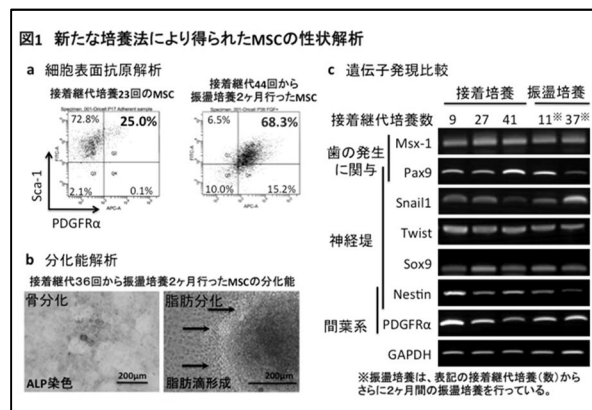 図1 新たな培養法により得られたMSCの性状解析
a 細胞表面抗原解析
接着継代培養23回のMSC
接着継代44回から
振盪培養2ヶ月行ったMSC
72.8%
25.0%
2.1%
0.1%
6.5%
68.3%
10.0%
15.2%
Sca-1
PDGFRα
b 分化能解析
接着継代36回から振盪培養2ヶ月行ったMSCの分化能
骨分化
ALP染色
200μm
脂肪分化
脂肪滴形成
200μm
c 遺伝子発現比較
接着培養 振盪培養
接着継代培養数 9 27 41 11※ 37※
歯の発生
に関与
Msx-1
Pax9
Snail1
神経堤
Twist
Sox9
Nestin
間葉系
PDGFRα
GAPDH
※振盪培養は、表記の接着継代培養(数)から
さらに2ヶ月間の振盪培養を行っている。